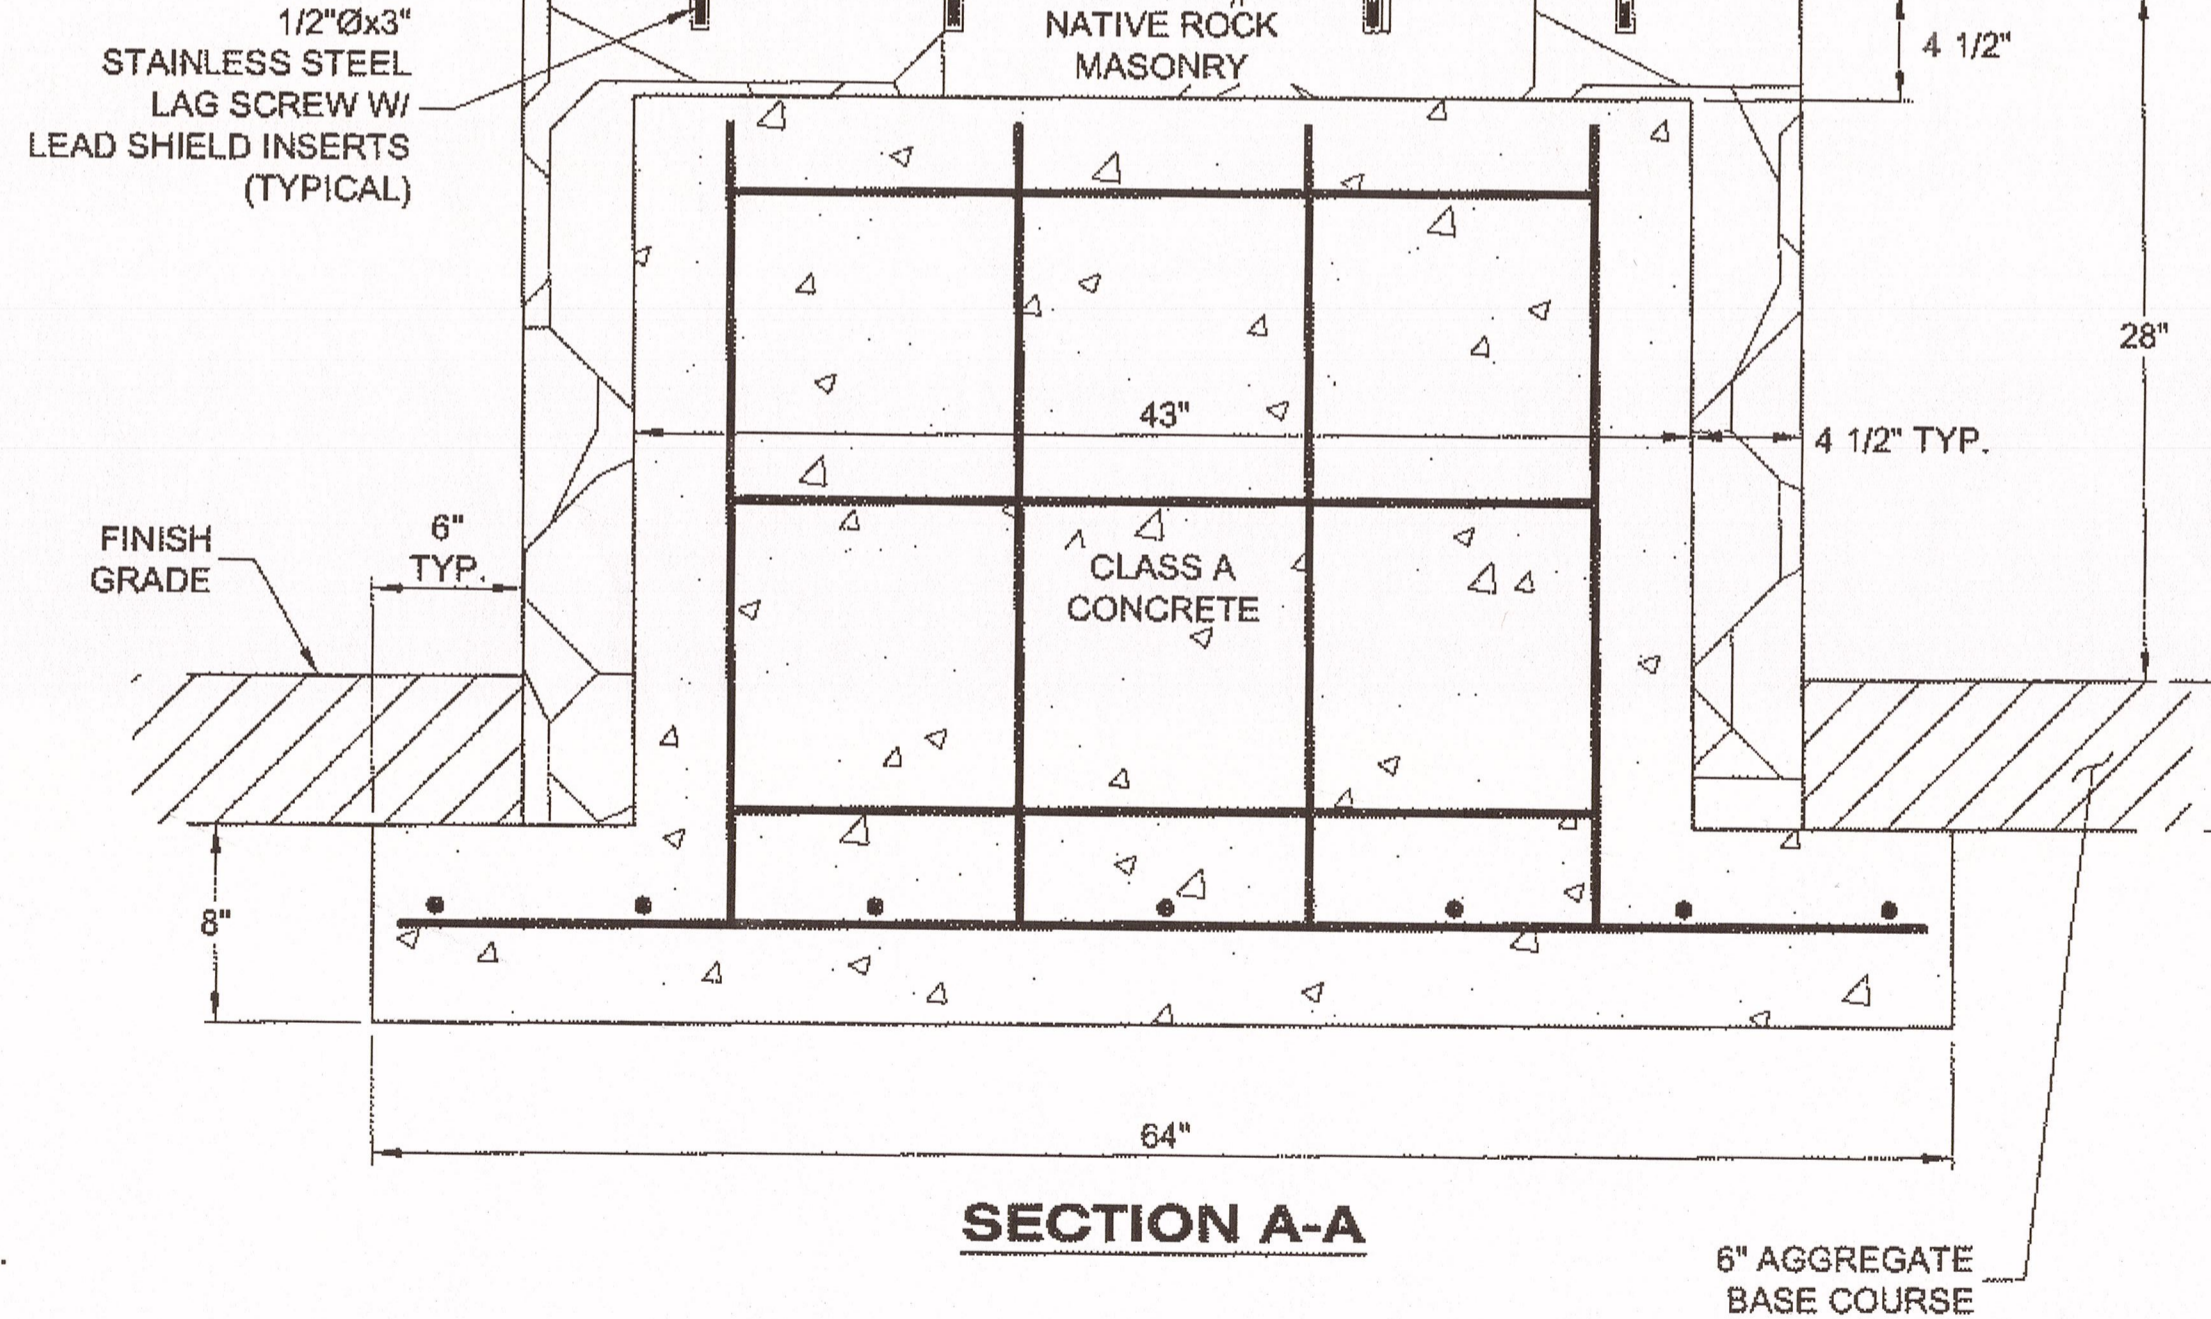 1/2"Øx3"
STAINLESS STEEL
LAG SCREW W/
LEAD SHIELD INSERTS
(TYPICAL)
NATIVE ROCK
MASONRY
4 1/2"
28"
43"
4 1/2" TYP.
FINISH
GRADE
6"
TYP.
CLASS A
CONCRETE
8"
64"
SECTION A-A
6" AGGREGATE
BASE COURSE